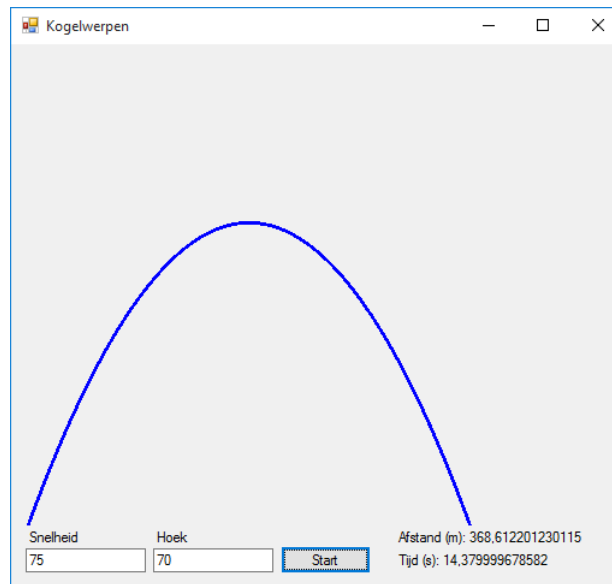 Kogelwerpen
Snelheid Hoek Afstand (m): 368,612201230115
75 70 Start Tijd (s): 14,379999678582